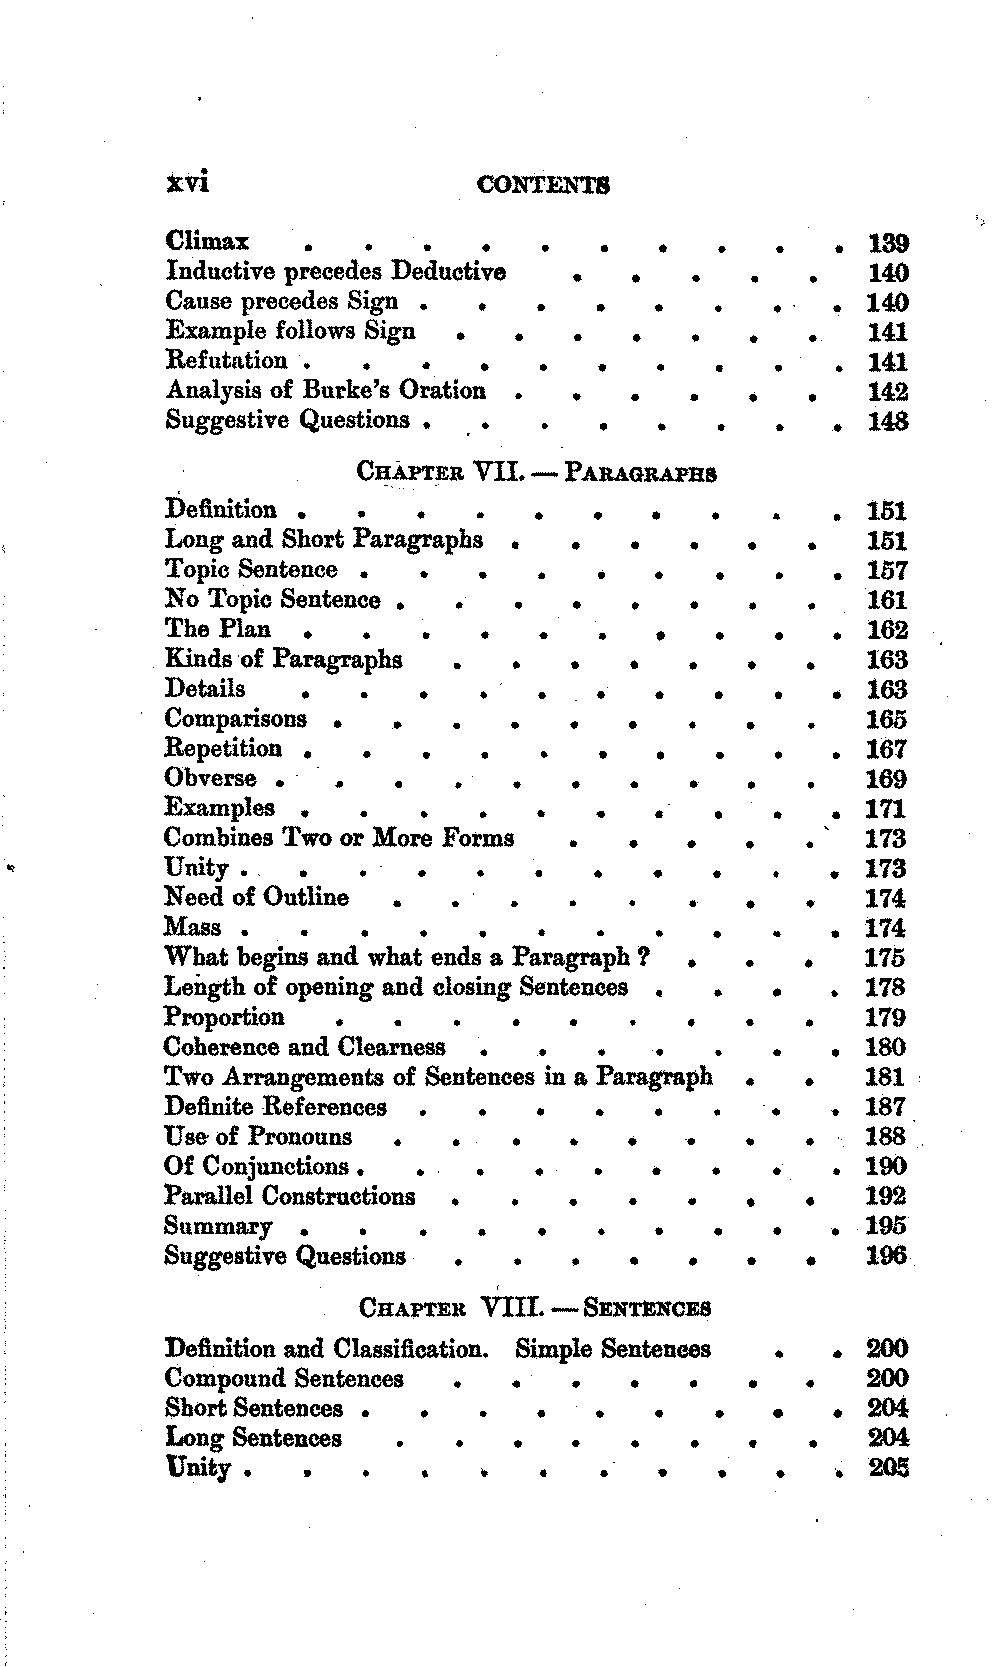 xvi CONTENTS
Climax . . . . . . . . . . 139
Inductive precedes Deductive . . . . . 140
Cause precedes Sign . . . . . . . . 140
Example follows Sign . . . . . . . 141
Refutation . . . . . . . . . . 141
Analysis of Burke's Oration . . . . . . 142
Suggestive Questions . . . . . . . . 148
CHAPTER VII. — PARAGRAPHS
Definition . . . . . . . . . . 151
Long and Short Paragraphs . . . . . . 151
Topic Sentence . . . . . . . . . 157
No Topic Sentence . . . . . . . . 161
The Plan . . . . . . . . . . 162
Kinds of Paragraphs . . . . . . . 163
Details . . . . . . . . . . 163
Comparisons . . . . . . . . . 165
Repetition . . . . . . . . . . 167
Obverse . . . . . . . . . . 169
Examples . . . . . . . . . . 171
Combines Two or More Forms . . . . . 173
Unity . . . . . . . . . . . 173
Need of Outline . . . . . . . . 174
Mass . . . . . . . . . . . 174
What begins and what ends a Paragraph ? . . . 175
Length of opening and closing Sentences . . . . 178
Proportion . . . . . . . . . 179
Coherence and Clearness . . . . . . . 180
Two Arrangements of Sentences in a Paragraph . . 181
Definite References . . . . . . . . 187
Use of Pronouns . . . . . . . . 188
Of Conjunctions . . . . . . . . . 190
Parallel Constructions . . . . . . . 192
Summary . . . . . . . . . . 195
Suggestive Questions . . . . . . . 196
CHAPTER VIII. — SENTENCES
Definition and Classification. Simple Sentences . . 200
Compound Sentences . . . . . . . 200
Short Sentences . . . . . . . . . 204
Long Sentences . . . . . . . . 204
Unity . . . . . . . . . . . 205